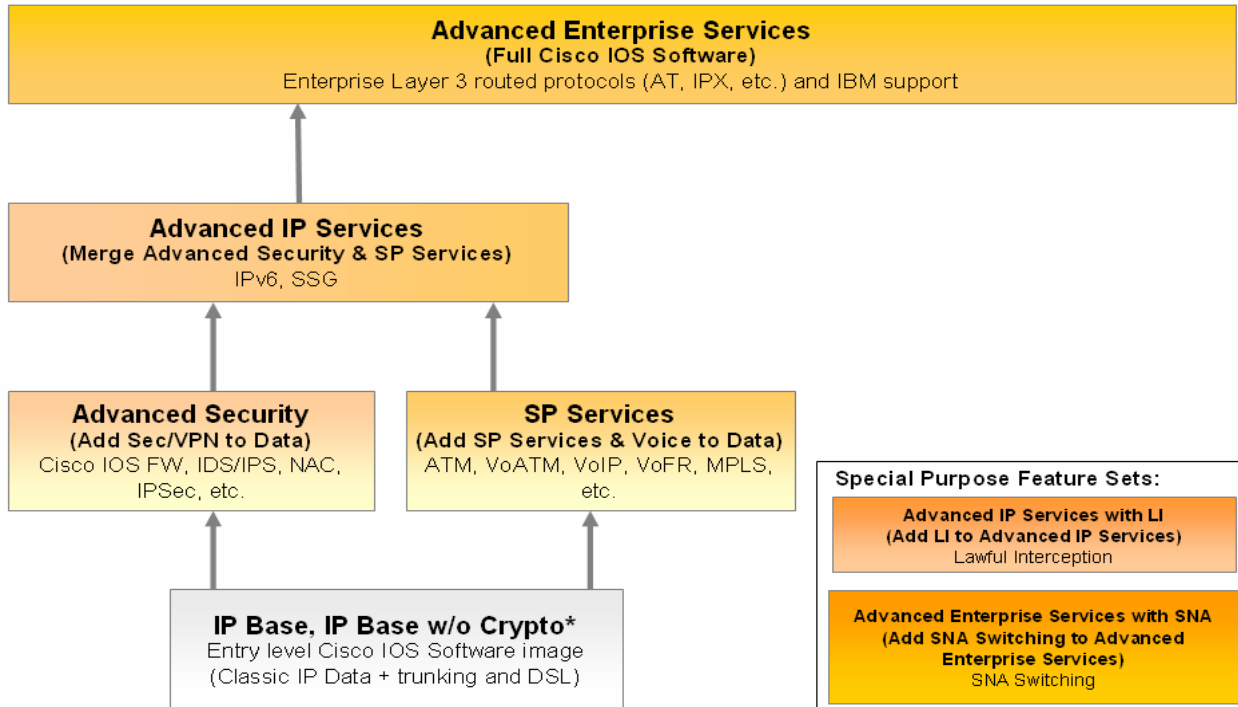 Advanced Enterprise Services
(Full Cisco IOS Software)
Enterprise Layer 3 routed protocols (AT, IPX, etc.) and IBM support
Advanced IP Services
(Merge Advanced Security & SP Services)
IPv6, SSG
Advanced Security
(Add Sec/VPN to Data)
Cisco IOS FW, IDS/IPS, NAC,
IPSec, etc.
SP Services
(Add SP Services & Voice to Data)
ATM, VoATM, VoIP, VoFR, MPLS,
etc.
IP Base, IP Base w/o Crypto*
Entry level Cisco IOS Software image
(Classic IP Data + trunking and DSL)
Special Purpose Feature Sets:
Advanced IP Services with LI
(Add LI to Advanced IP Services)
Lawful Interception
Advanced Enterprise Services with SNA
(Add SNA Switching to Advanced
Enterprise Services)
SNA Switching